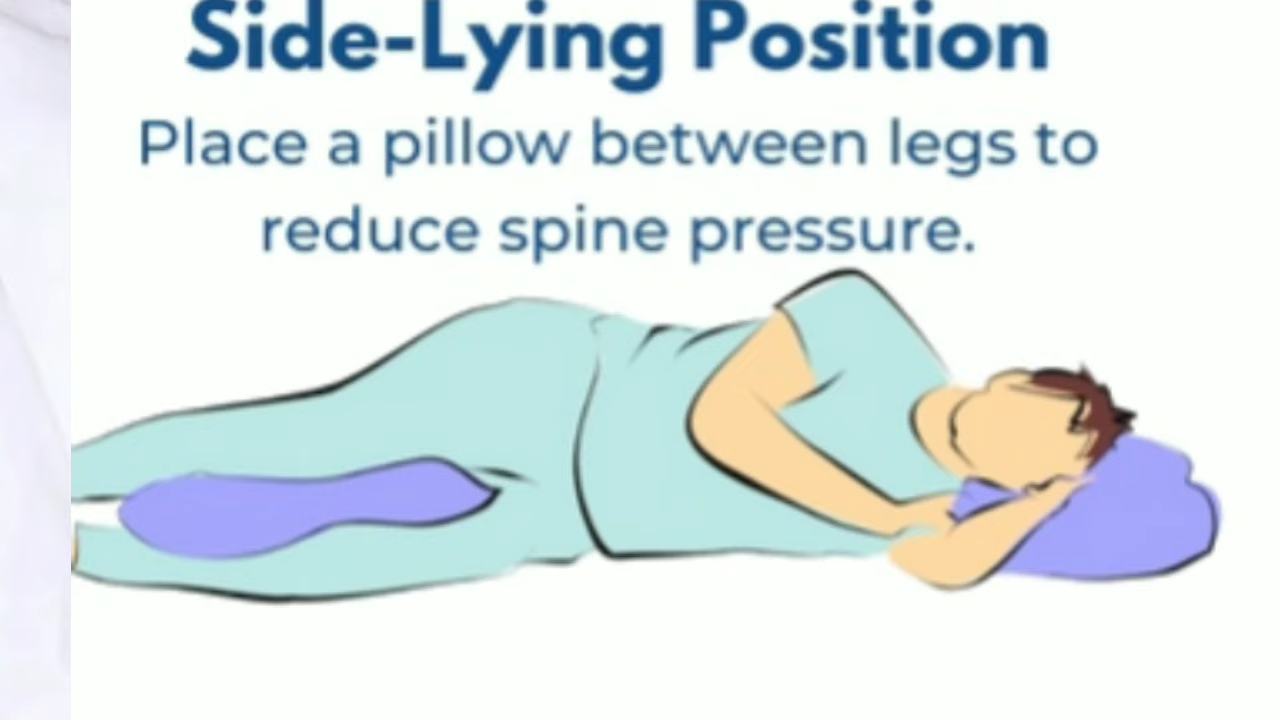 Side-Lying Position
Place a pillow between legs to
reduce spine pressure.